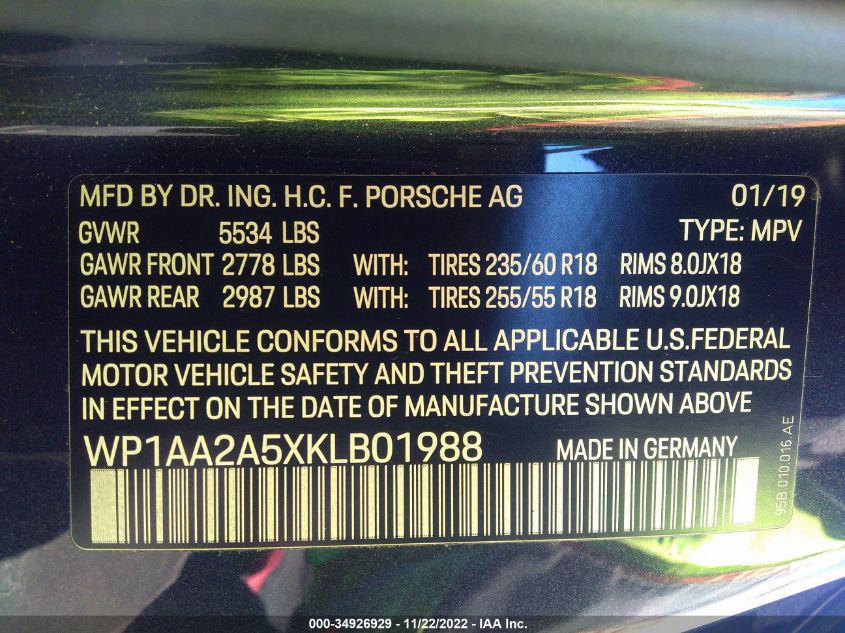 MFD BY DR. ING. H.C. F. PORSCHE AG 01/19
GVWR 5534 LBS TYPE: MPV
GAWR FRONT 2778 LBS WITH: TIRES 235/60 R18 RIMS 8.0JX18
GAWR REAR 2987 LBS WITH: TIRES 255/55 R18 RIMS 9.0JX18
THIS VEHICLE CONFORMS TO ALL APPLICABLE U.S.FEDERAL
MOTOR VEHICLE SAFETY AND THEFT PREVENTION STANDARDS
IN EFFECT ON THE DATE OF MANUFACTURE SHOWN ABOVE
WP1AA2A5XKLB01988 MADE IN GERMANY
95B.010.016.AE
000-34926929 - 11/22/2022 - IAA Inc.